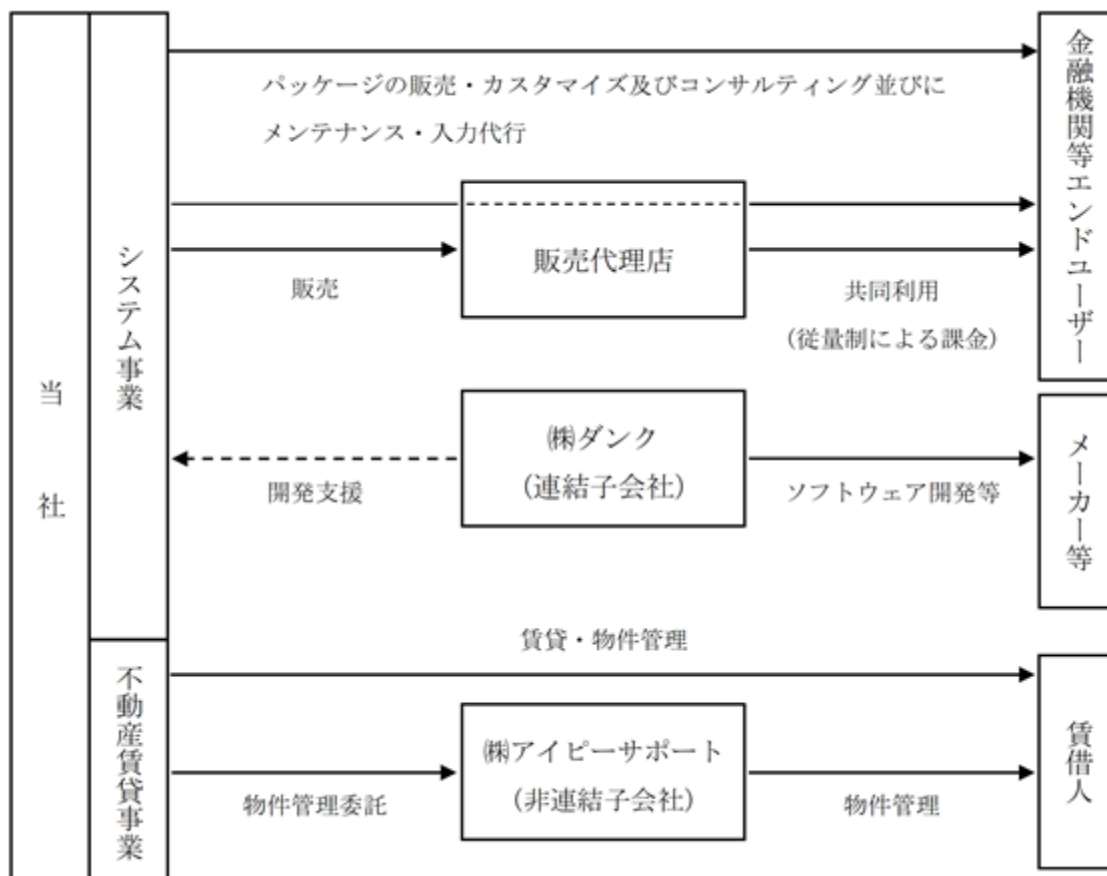 当社
システム事業
パッケージの販売・カスタマイズ及びコンサルティング並びに
メンテナンス・入力代行
金融機関等エンドユーザー
販売
販売代理店
共同利用
(従量制による課金)
開発支援
㈱ダンク
(連結子会社)
ソフトウェア開発等
メーカー等
不動産賃貸事業
賃貸・物件管理
物件管理委託
㈱アイピーサポート
(非連結子会社)
物件管理
賃借人